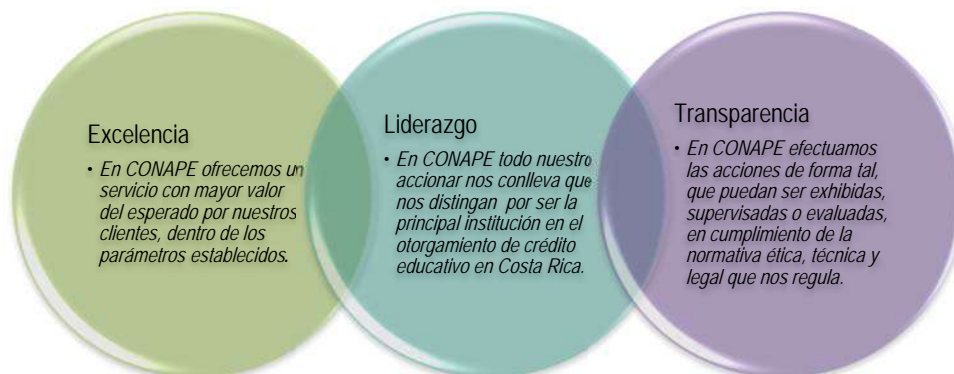 Excelencia
• En CONAPE ofrecemos un
servicio con mayor valor
del esperado por nuestros
clientes, dentro de los
parámetros establecidos.
Liderazgo
• En CONAPE todo nuestro
accionar nos conlleva que
nos distingan por ser la
principal institución en el
otorgamiento de crédito
educativo en Costa Rica.
Transparencia
• En CONAPE efectuamos
las acciones de forma tal,
que puedan ser exhibidas,
supervisadas o evaluadas,
en cumplimiento de la
normativa ética, técnica y
legal que nos regula.